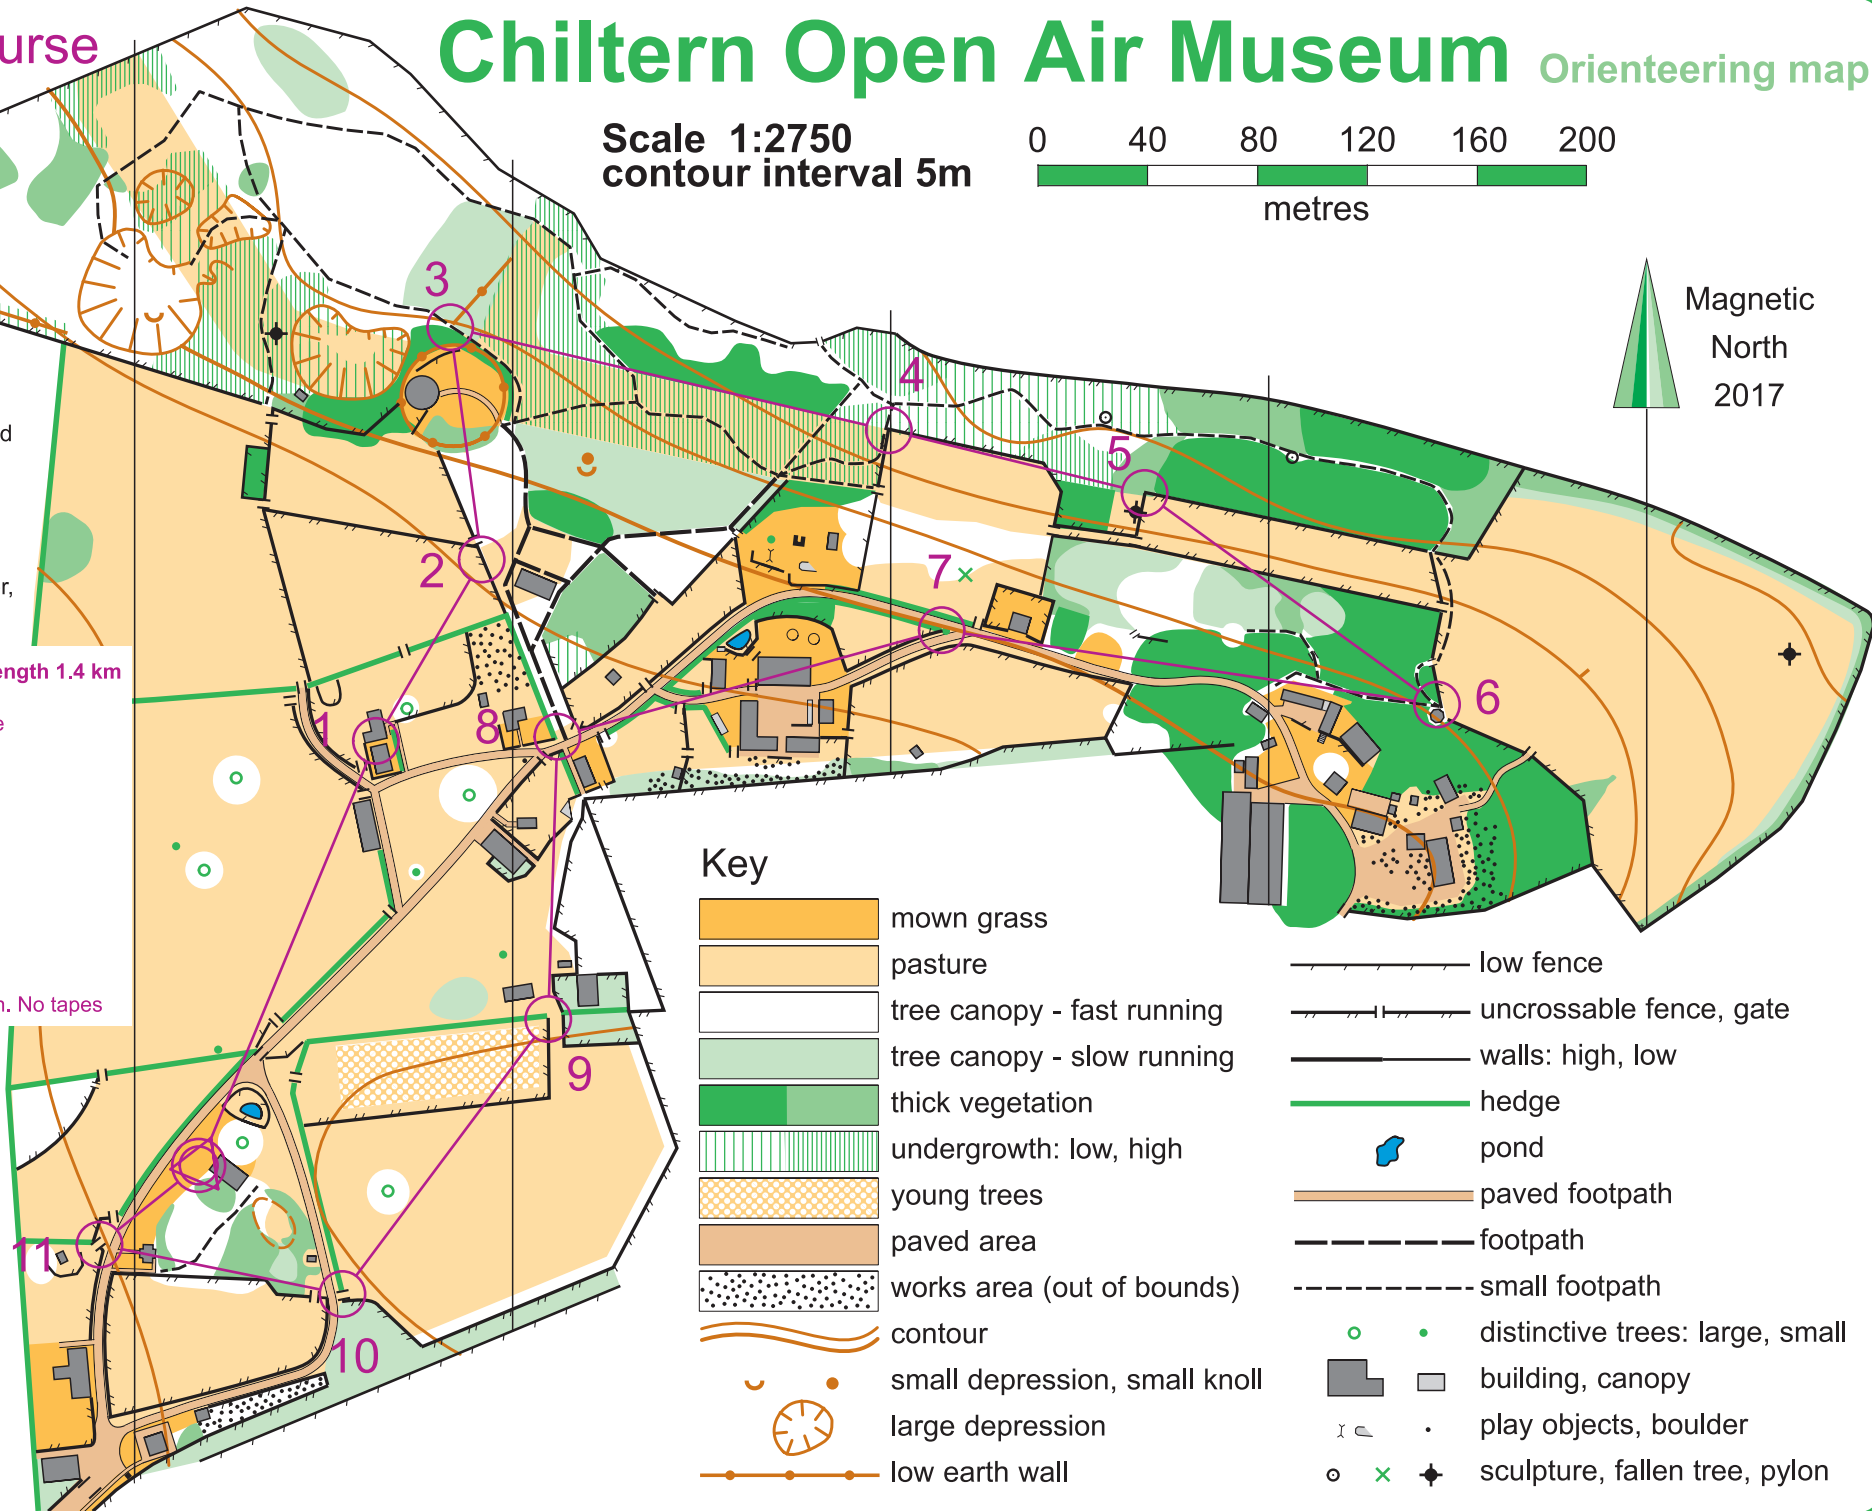 urse
Chiltern Open Air Museum
Orienteering map
Scale 1:2750
contour interval 5m
0 40 80 120 160 200
metres
Magnetic
North
2017
3
4
5
d
2
7
r,
ength 1.4 km
e
1
8
6
n. No tapes
9
11
10
Key
mown grass
pasture
tree canopy - fast running
tree canopy - slow running
thick vegetation
undergrowth: low, high
young trees
paved area
works area (out of bounds)
contour
small depression, small knoll
large depression
low earth wall
low fence
uncrossable fence, gate
walls: high, low
hedge
pond
paved footpath
footpath
small footpath
distinctive trees: large, small
building, canopy
play objects, boulder
sculpture, fallen tree, pylon